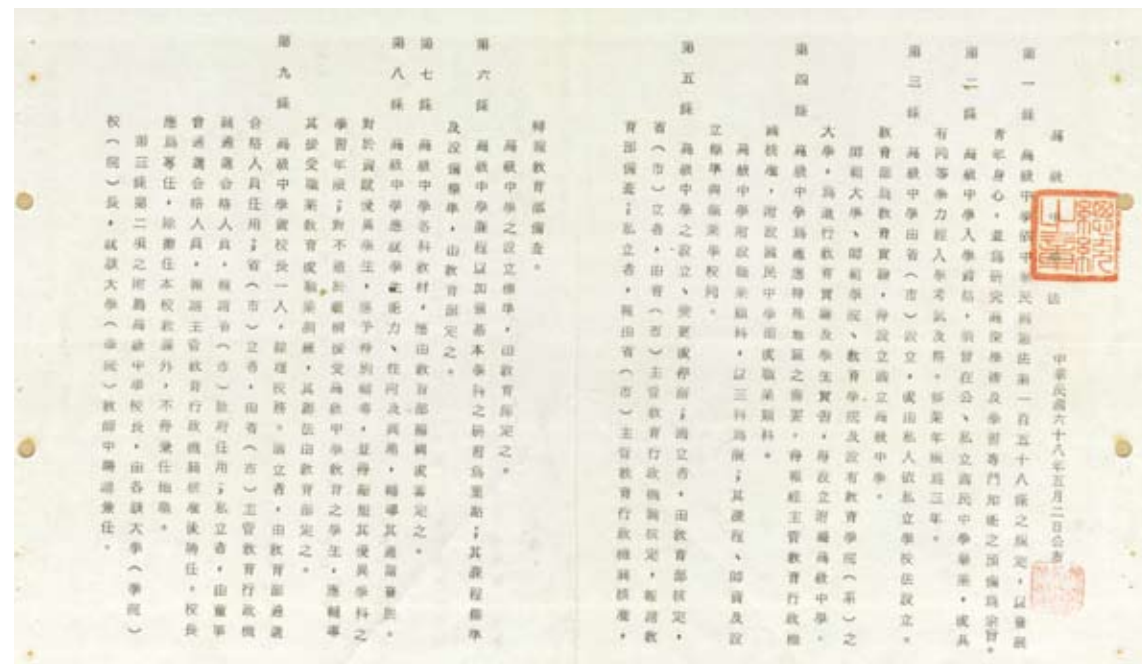 高級中學法
中華民國六十八年五月二日公布
第一條　高級中學依中華民國憲法第一百五十八條之規定，以發展
青年身心，並為研究高深學術及學習專門知能之預備為宗旨。
第二條　高級中學入學資格，須曾在公、私立國民中學畢業，或具
有同等學力經入學考試及格。修業年限為三年。
第三條　高級中學由省（市）設立，或由私人依私立學校法設立。
教育部為教育實驗，得設立國立高級中學。
師範大學、師範學院、教育學院及設有教育學院（系）之
大學，為進行教育實驗及學生實習，得設立附屬高級中學。
第四條　高級中學為適應特殊地區之需要，得報經主管教育行政機
關核准，附設國民中學部或職業類科。
高級中學附設職業類科，以三科為限；其課程、師資及設
立標準與職業學校同。
第五條　高級中學之設立、變更或停辦；國立者，由教育部核定，
省（市）立者，由省（市）主管教育行政機關核定，報請教
育部備查；私立者，報由省（市）主管教育行政機關核准，
轉報教育部備查。
高級中學之設立標準，由教育部定之。
第六條　高級中學課程以加強基本學科之研習為重點；其課程標準
及設備標準，由教育部定之。
第七條　高級中學各科教材，應由教育部編輯或審定之。
第八條　高級中學應就學生能力、性向及興趣，輔導其適當發展。
對於資賦優異學生，應予特別輔導，並得縮短其優異學科之
學習年限；對不適於繼續接受高級中學教育之學生，應輔導
其接受職業教育或職業訓練，其辦法由教育部定之。
第九條　高級中學置校長一人，綜理校務。國立者，由教育部遴選
合格人員任用；省（市）立者，由省（市）主管教育行政機
關遴選合格人員，報請省（市）政府任用；私立者，由董事
會遴選合格人員，報請主管教育行政機關核准後聘任。校長
應為專任，除擔任本校教課外，不得兼任他職。
第三條第二項之附屬高級中學校長，由各該大學（學院）
校（院）長，就該大學（學院）教師中聘請兼任。
總統
之章